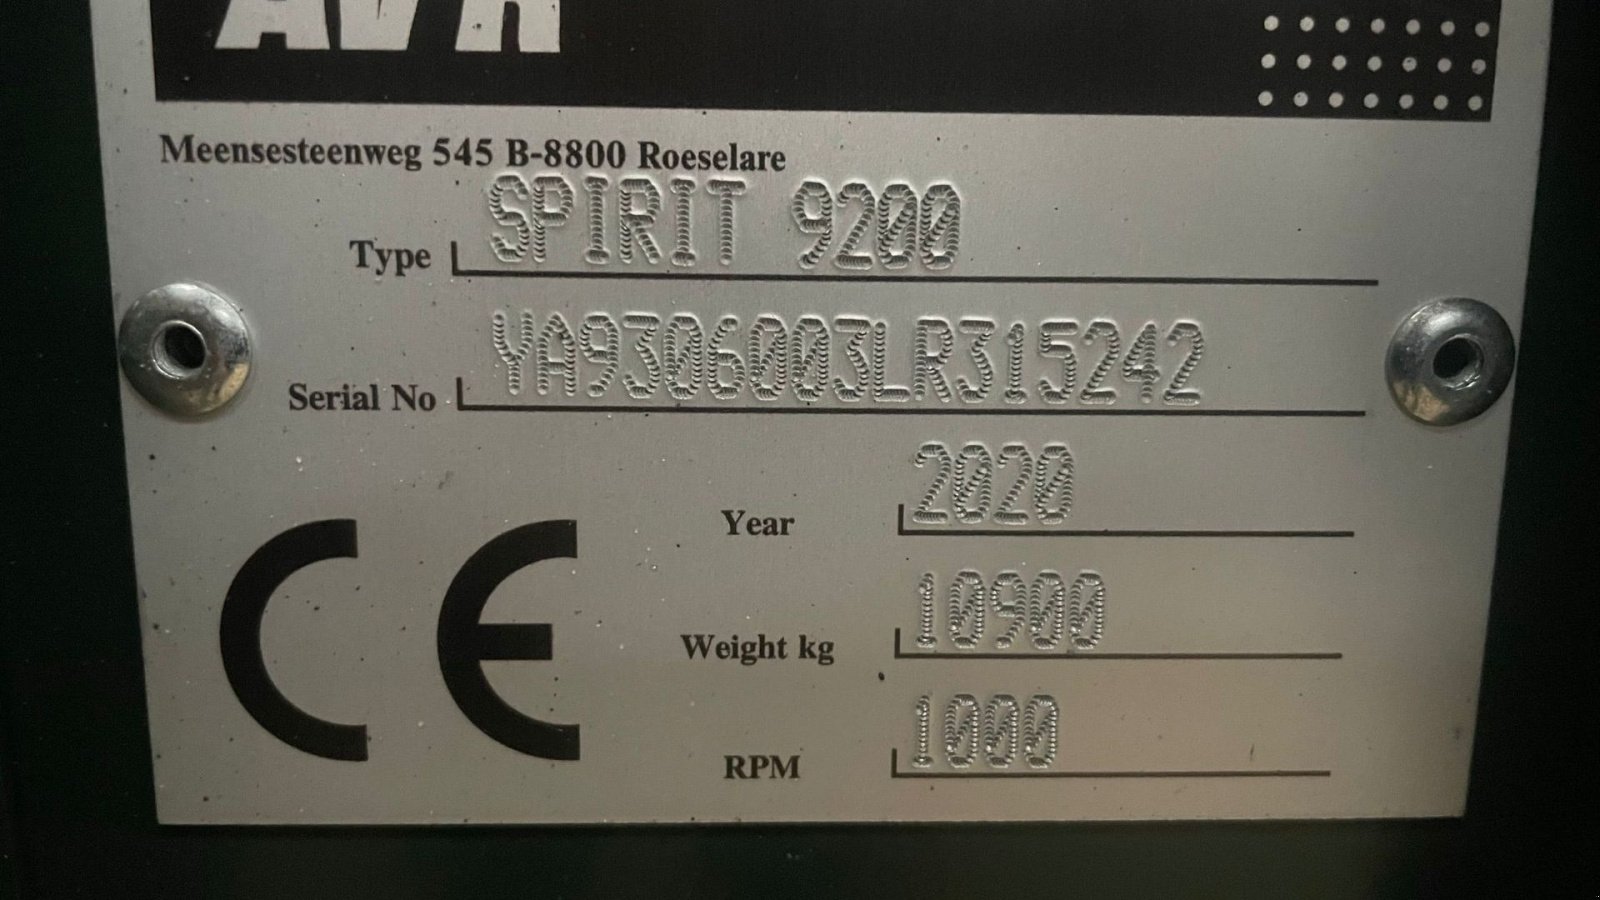 AVR
Meensesteenweg 545 B-8800 Roeselare
Type SPIRIT 9200
Serial No YA9306003LR315242
Year 2020
Weight kg 10900
RPM 1000
CE